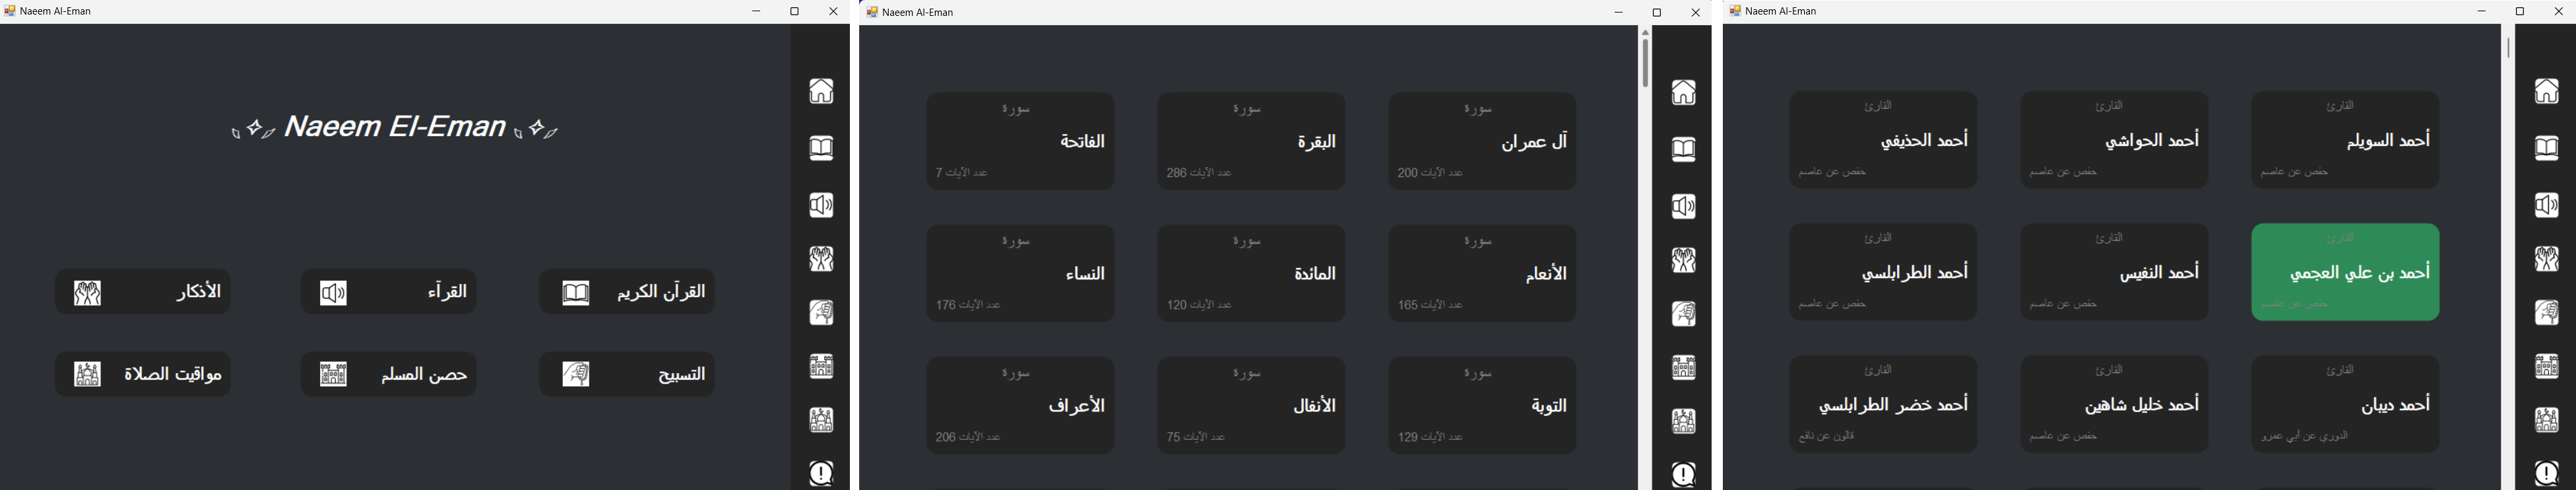 Naeem Al-Eman
Naeem El-Eman
القرآن الكريم
القرآء
الأذكار
التسبيح
حصن المسلم
مواقيت الصلاة
Naeem Al-Eman
سورة
الفاتحة
عدد الآيات 7
سورة
البقرة
عدد الآيات 286
سورة
آل عمران
عدد الآيات 200
سورة
النساء
عدد الآيات 176
سورة
المائدة
عدد الآيات 120
سورة
الأنعام
عدد الآيات 165
سورة
الأعراف
عدد الآيات 206
سورة
الأنفال
عدد الآيات 75
سورة
التوبة
عدد الآيات 129
Naeem Al-Eman
القارئ
أحمد الحذيفي
حفص عن عاصم
القارئ
أحمد الحواشي
حفص عن عاصم
القارئ
أحمد السويلم
حفص عن عاصم
القارئ
أحمد الطرابلسي
حفص عن عاصم
القارئ
أحمد النفيس
حفص عن عاصم
القارئ
أحمد بن علي العجمي
حفص عن عاصم
القارئ
أحمد خضر الطرابلسي
قالون عن نافع
القارئ
أحمد خليل شاهين
حفص عن عاصم
القارئ
أحمد ديبان
الدوري عن أبي عمرو